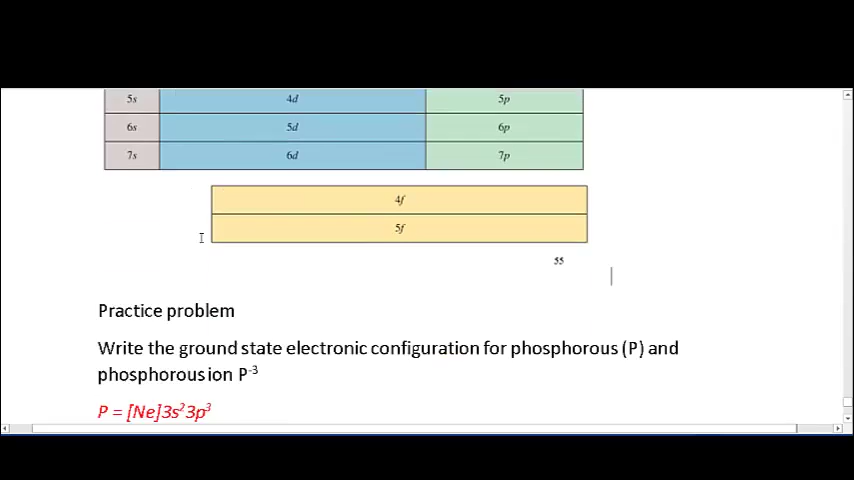 5s 4d 5p
6s 5d 6p
7s 6d 7p
4f
5f
55
Practice problem
Write the ground state electronic configuration for phosphorous (P) and
phosphorous ion P-3
P = [Ne]3s23p3